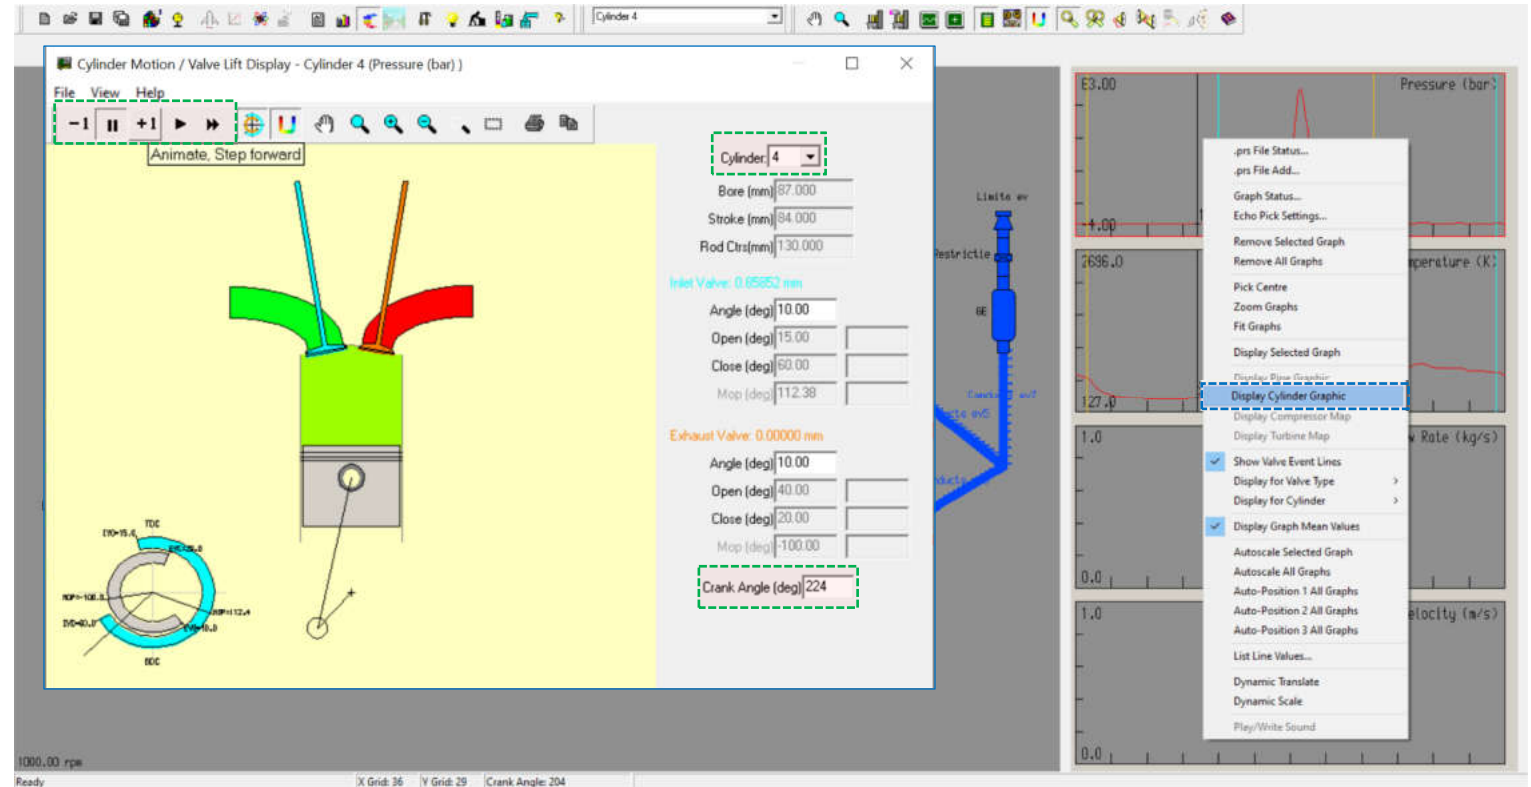 Cylinder 4
Cylinder Motion / Valve Lift Display - Cylinder 4 (Pressure (bar) )
File View Help
-1 +1
Animate, Step forward
Cylinder: 4
Bore (mm) 87.000
Stroke (mm) 84.000
Rod Ctrs(mm) 130.000
Inlet Valve: 0.85852 mm
Angle (deg) 10.00
Open (deg) 15.00
Close (deg) 60.00
Mop (deg) 112.38
Exhaust Valve: 0.00000 mm
Angle (deg) 10.00
Open (deg) 40.00
Close (deg) 20.00
Mop (deg) -100.00
Crank Angle (deg) 224
TDC
BDC
Limite ev
Restrictio
GE
E3.00
Pressure (bar)
-4.00
2696.0
mperature (K)
127.0
1.0
w Rate (kg/s)
0.0
1.0
elocity (m/s)
0.0
.prs File Status...
.prs File Add...
Graph Status...
Echo Pick Settings...
Remove Selected Graph
Remove All Graphs
Pick Centre
Zoom Graphs
Fit Graphs
Display Selected Graph
Display Pipe Graphic
Display Cylinder Graphic
Display Compressor Map
Display Turbine Map
Show Valve Event Lines
Display for Valve Type
Display for Cylinder
Display Graph Mean Values
Autoscale Selected Graph
Autoscale All Graphs
Auto-Position 1 All Graphs
Auto-Position 2 All Graphs
Auto-Position 3 All Graphs
List Line Values...
Dynamic Translate
Dynamic Scale
Play/Write Sound
1000.00 rpm
Ready X Grid: 36 Y Grid: 29 Crank Angle: 204